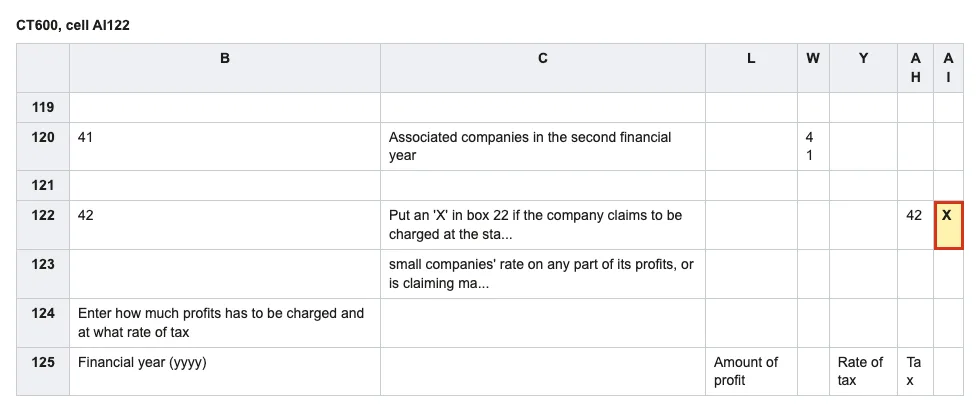 CT600, cell AI122
B C L W Y A
H A
I
119
120 41 Associated companies in the second financial
year 4
1
121
122 42 Put an 'X' in box 22 if the company claims to be
charged at the sta... 42 X
123 small companies' rate on any part of its profits, or
is claiming ma...
124 Enter how much profits has to be charged and
at what rate of tax
125 Financial year (yyyy) Amount of
profit Rate of
tax Ta
x